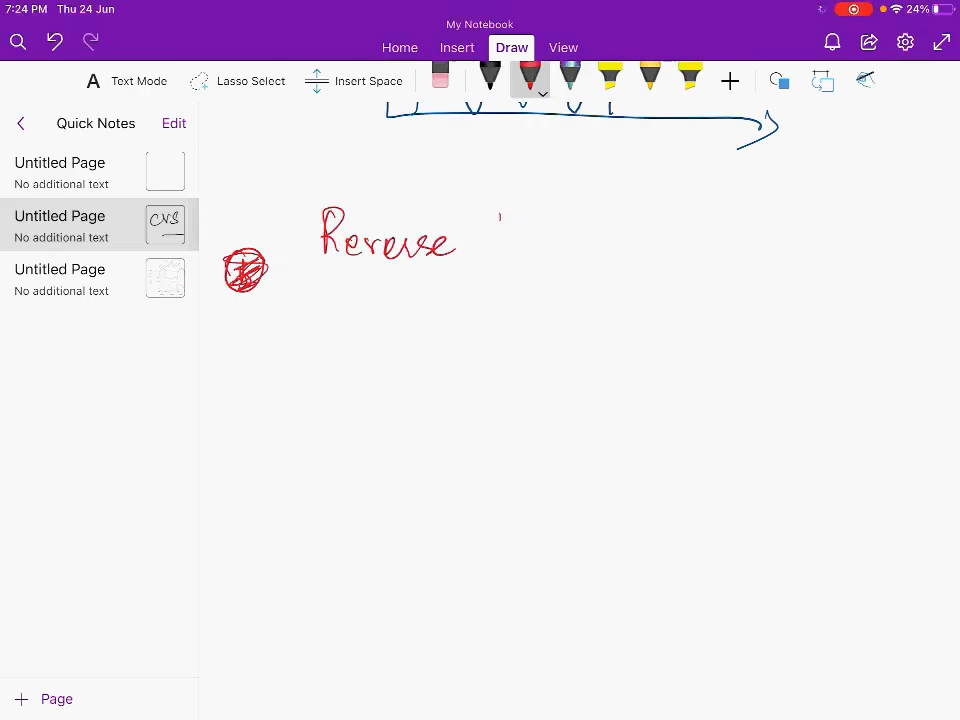 7:24 PM Thu 24 Jun
24%
My Notebook
Home Insert Draw View
Text Mode Lasso Select Insert Space
Quick Notes Edit
Untitled Page
No additional text
Untitled Page
No additional text
CNS
Untitled Page
No additional text
Reverse
Page